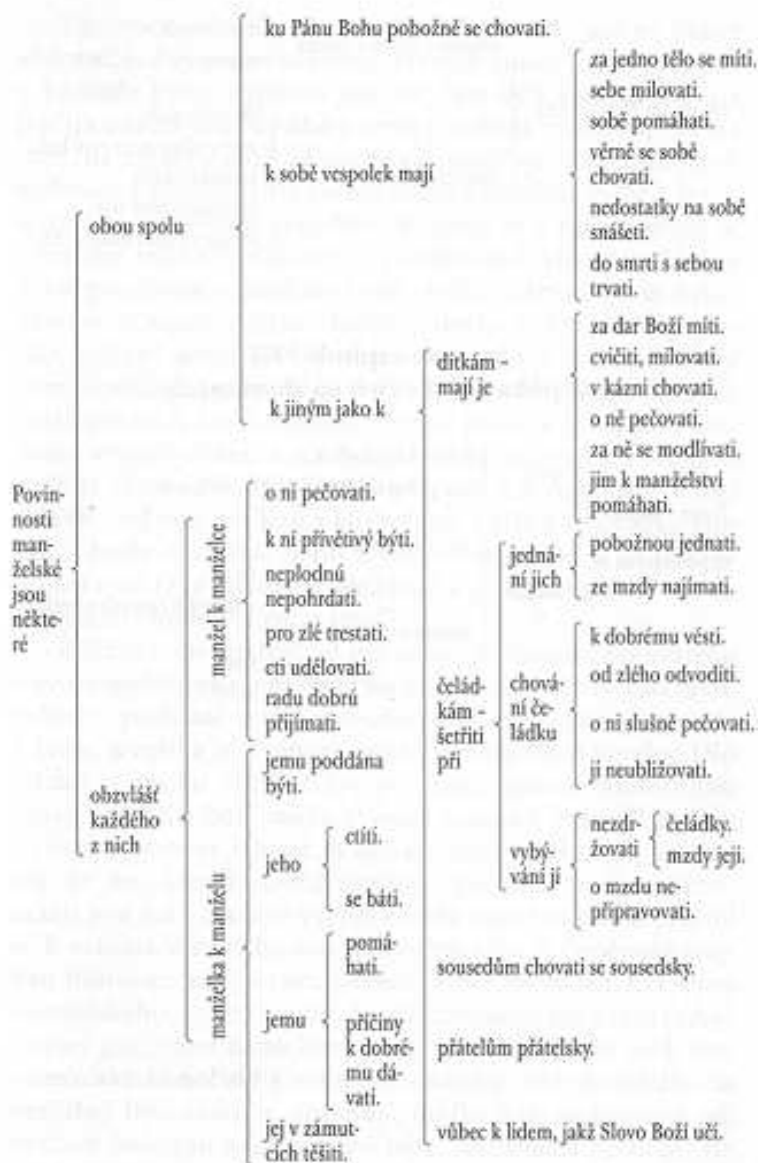 Povin-
nosti
man-
želské
jsou
někte-
ré
obou spolu
ku Pánu Bohu pobožně se chovati.
k sobě vespolek mají
za jedno tělo se míti.
sebe milovati.
sobě pomáhati.
věrně se sobě
chovati.
nedostatky na sobě
snášeti.
do smrti s sebou
trvati.
k jiným jako k
dítkám –
mají je
za dar Boží míti.
cvičiti, milovati.
v kázni chovati.
o ně pečovati.
za ně se modlívati.
jim k manželství
pomáhati.
čelád-
kám –
šetřiti
při
jedná-
ní jich
pobožnou jednati.
ze mzdy najímati.
chová-
ní če-
ládku
k dobrému vésti.
od zlého odvoditi.
o ni slušně pečovati.
jí neubližovati.
vybý-
vání jí
nezdr-
žovati
čeládky.
mzdy její.
o mzdu ne-
připravovati.
sousedům chovati se sousedsky.
přátelům přátelsky.
vůbec k lidem, jakž Slovo Boží učí.
obzvlášť
každého
z nich
manžel k manželce
o ni pečovati.
k ní přívětivý býti.
neplodnú
nepohrdati.
pro zlé trestati.
cti udělovati.
radu dobrú
přijímati.
manželka k manželu
jemu poddána
býti.
jeho
ctíti.
se báti.
jemu
pomá-
hati.
příčiny
k dobré-
mu dá-
vati.
jej v zámut-
cích těšiti.